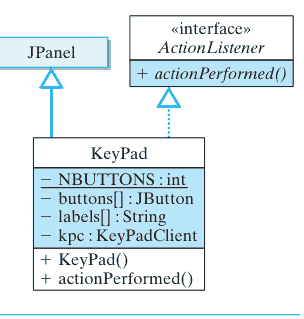 «interface»
ActionListener
JPanel
+ actionPerformed()
KeyPad
− NBUTTONS : int
− buttons[] : JButton
− labels[] : String
− kpc : KeyPadClient
+ KeyPad()
+ actionPerformed()